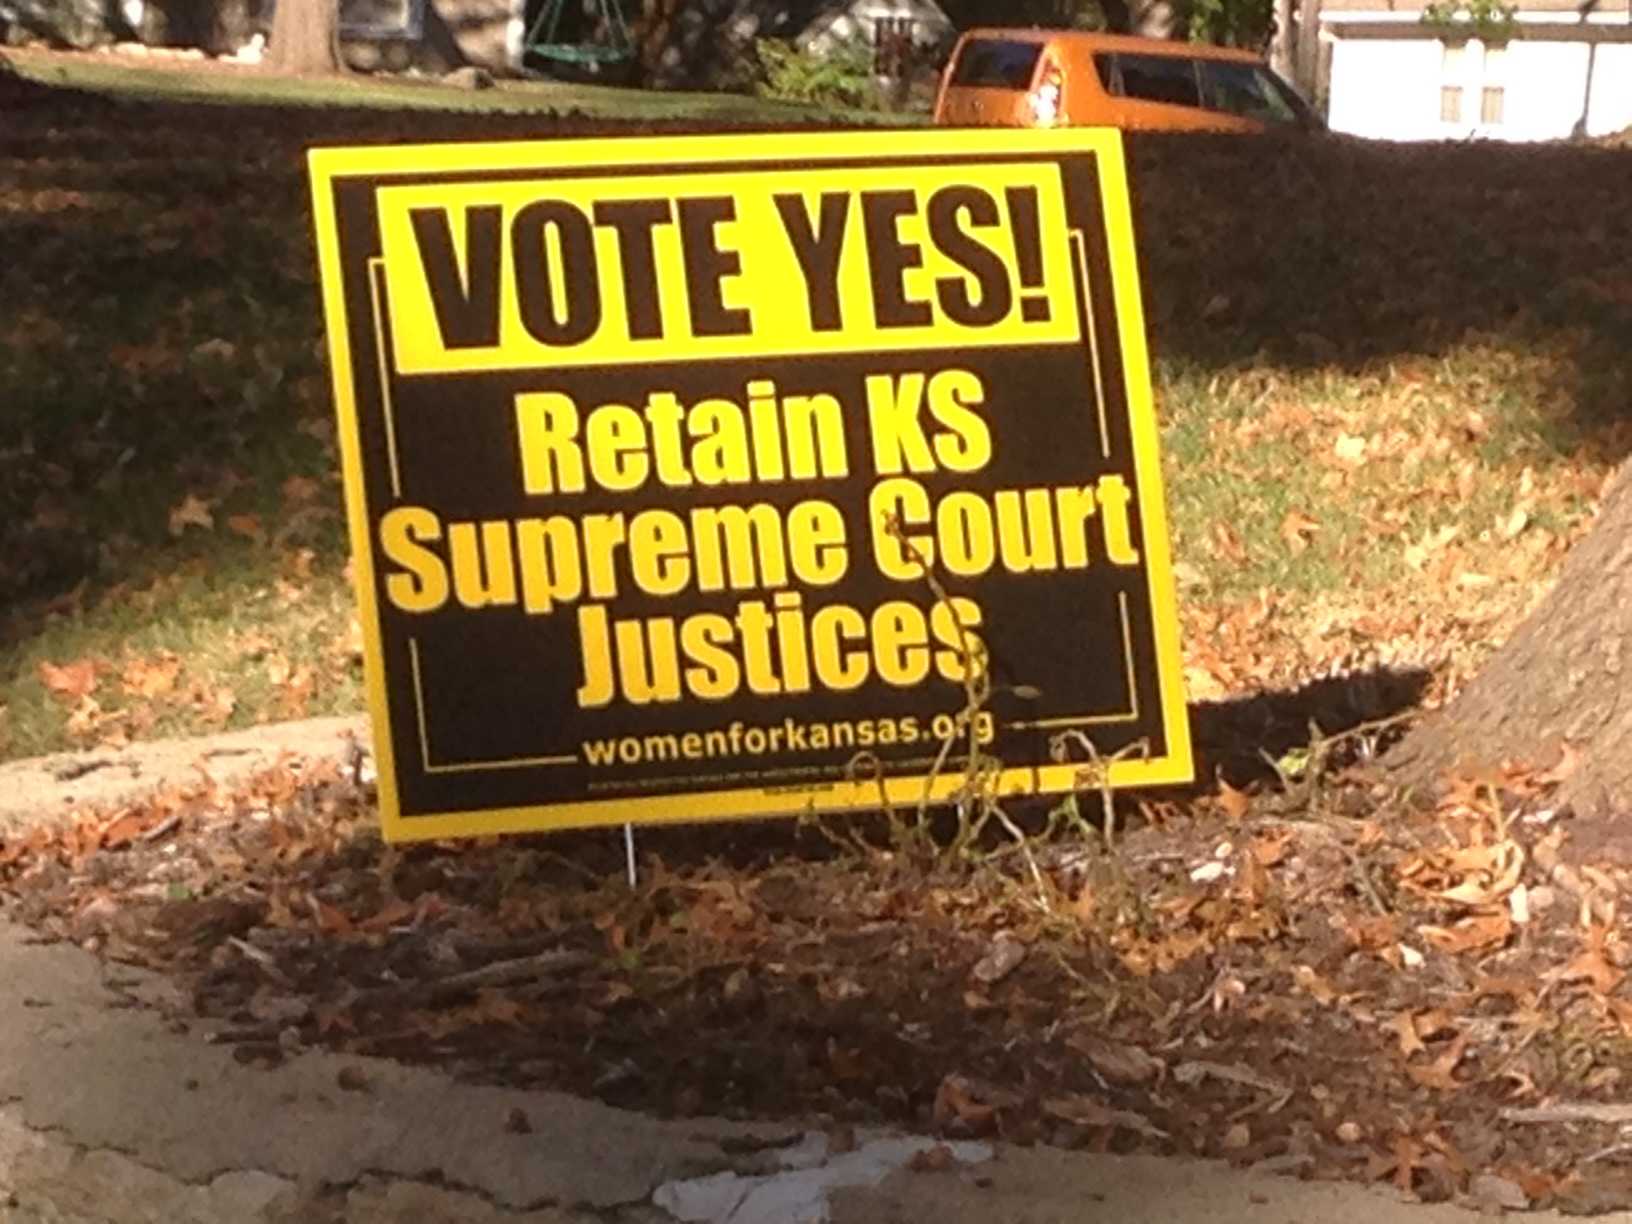 VOTE YES!
Retain KS
Supreme Court
Justices
womenforkansas.org